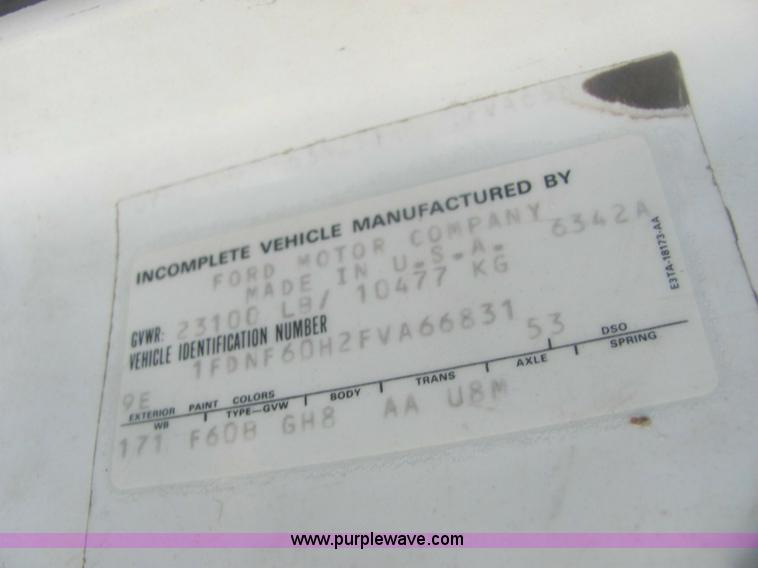 INCOMPLETE VEHICLE MANUFACTURED BY
FORD MOTOR COMPANY
MADE IN U.S.A. 6342A
GVWR: 23100 LB/ 10477 KG
VEHICLE IDENTIFICATION NUMBER
1FDNF60H2FVA66831
9E 53
EXTERIOR PAINT COLORS DSO
WB TYPE-GVW BODY TRANS AXLE SPRING
171 F60B GH8 AA U8M
E3TA-18173-AA
www.purplewave.com